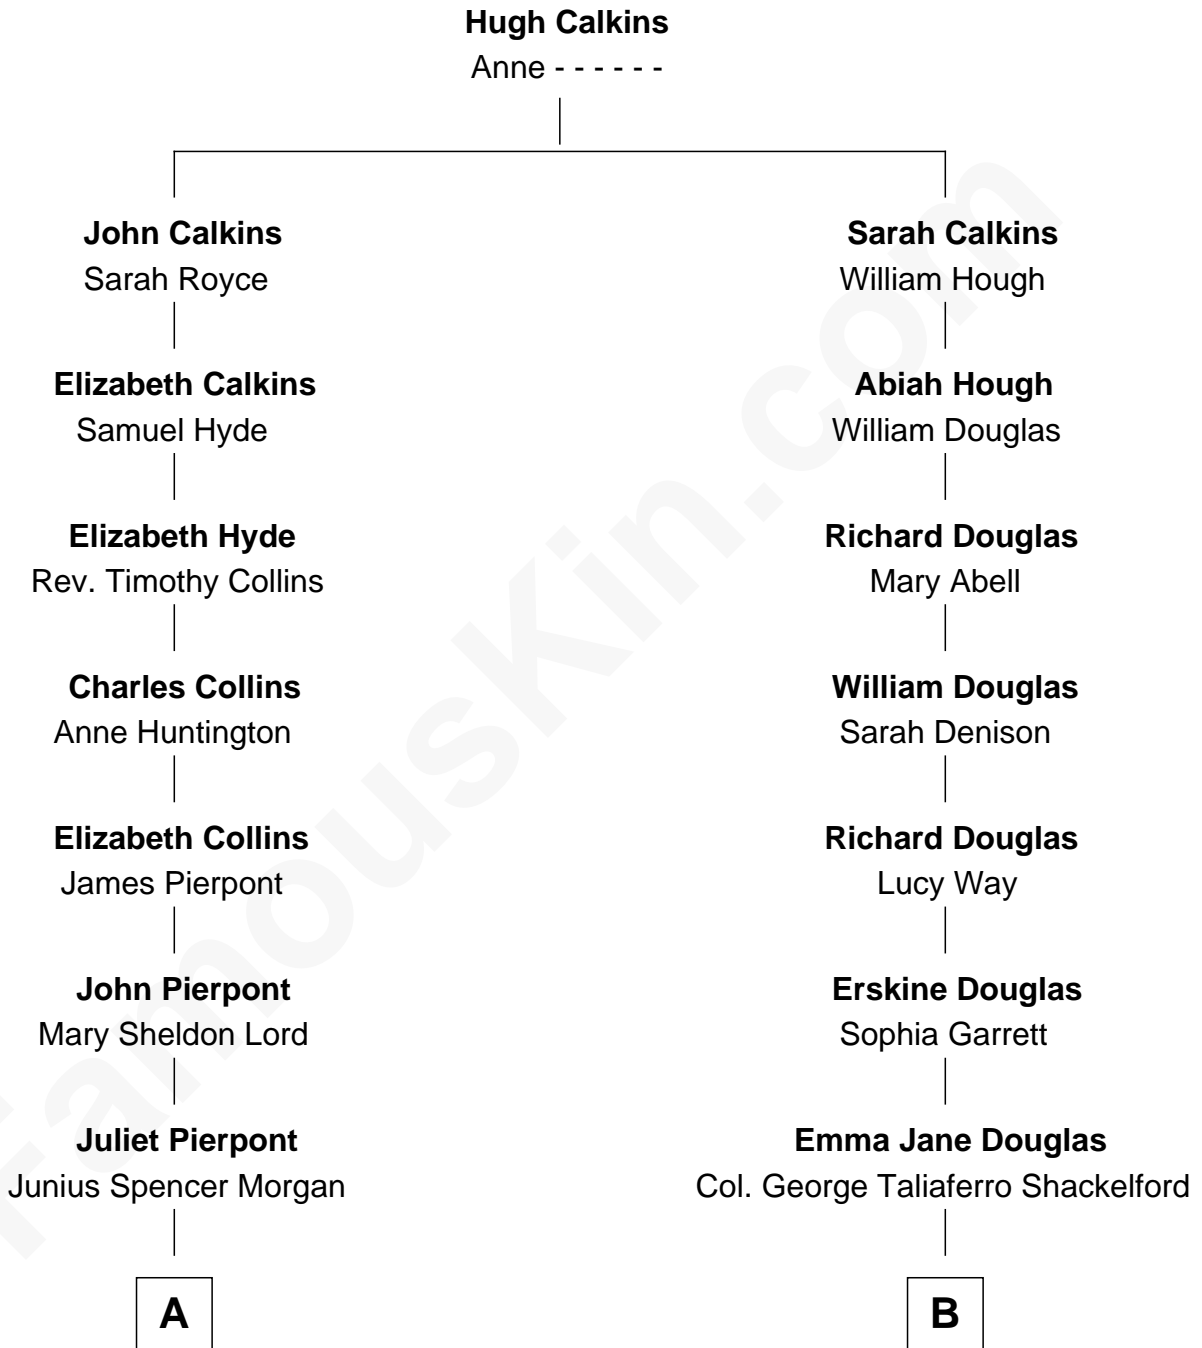 Hugh Calkins
Anne - - - - - -
John Calkins
Sarah Royce
Sarah Calkins
William Hough
Elizabeth Calkins
Samuel Hyde
Abiah Hough
William Douglas
Elizabeth Hyde
Rev. Timothy Collins
Richard Douglas
Mary Abell
Charles Collins
Anne Huntington
William Douglas
Sarah Denison
Elizabeth Collins
James Pierpont
Richard Douglas
Lucy Way
John Pierpont
Mary Sheldon Lord
Erskine Douglas
Sophia Garrett
Juliet Pierpont
Junius Spencer Morgan
Emma Jane Douglas
Col. George Taliaferro Shackelford
A
B
FamousKin.com